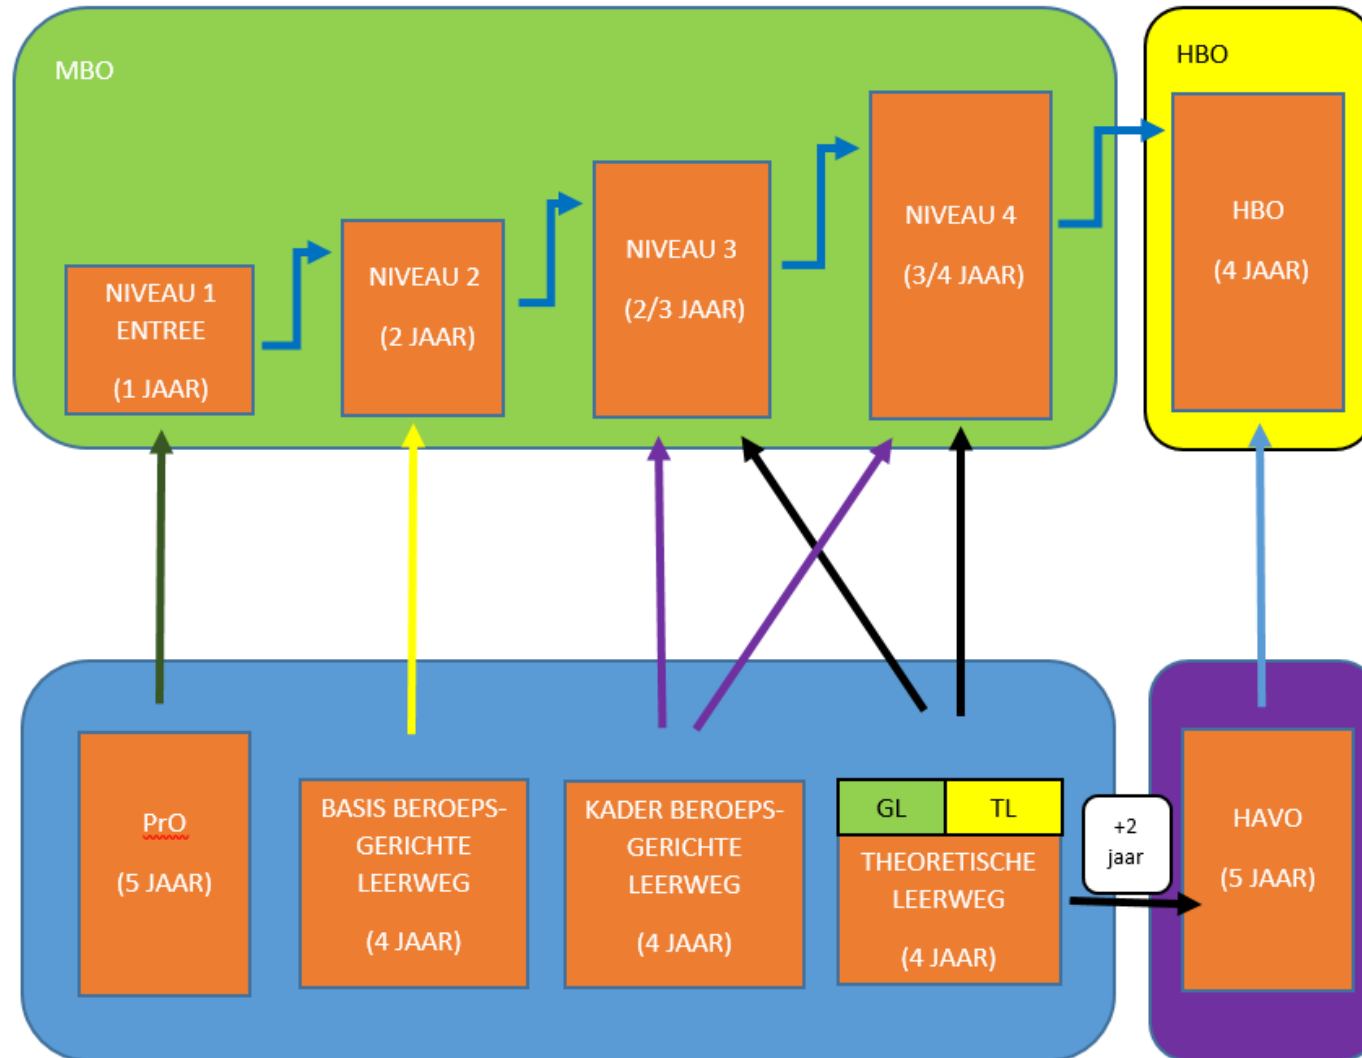 MBO
NIVEAU 1
ENTREE
(1 JAAR)
NIVEAU 2
(2 JAAR)
NIVEAU 3
(2/3 JAAR)
NIVEAU 4
(3/4 JAAR)
HBO
HBO
(4 JAAR)
PrO
(5 JAAR)
BASIS BEROEPS-
GERICHTE
LEERWEG
(4 JAAR)
KADER BEROEPS-
GERICHTE
LEERWEG
(4 JAAR)
GL
TL
THEORETISCHE
LEERWEG
(4 JAAR)
+2
jaar
HAVO
(5 JAAR)